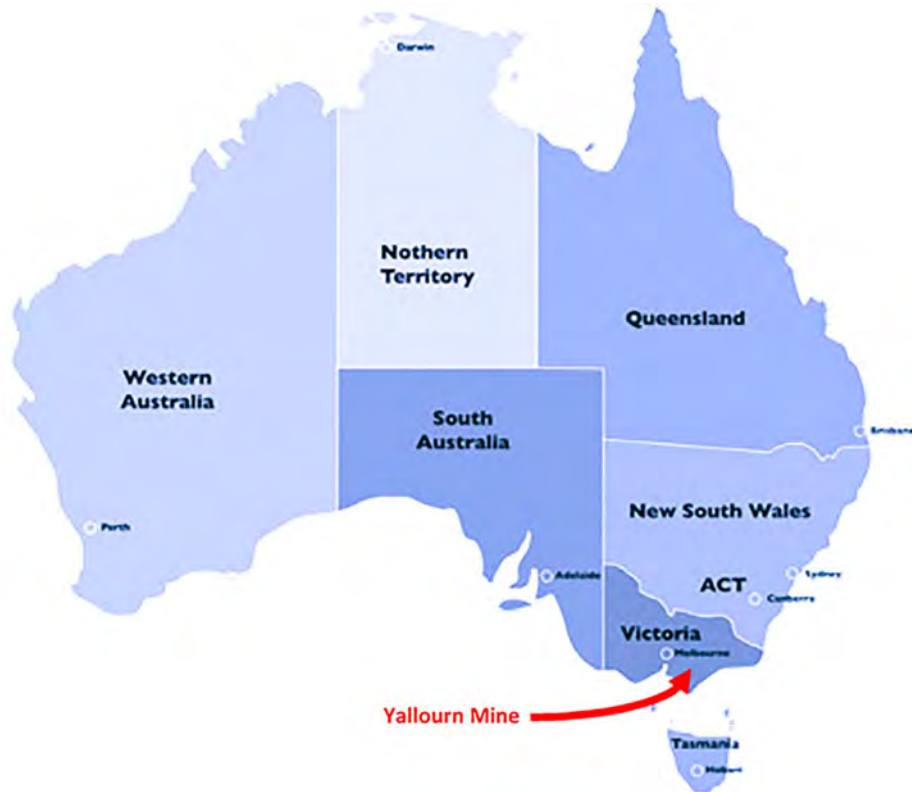 Darwin
Nothern
Territory
Queensland
Western
Australia
South
Australia
Brisbane
New South Wales
Perth
Sydney
Adelaide
ACT
Canberra
Victoria
Melbourne
Yallourn Mine
Tasmania
Hobart